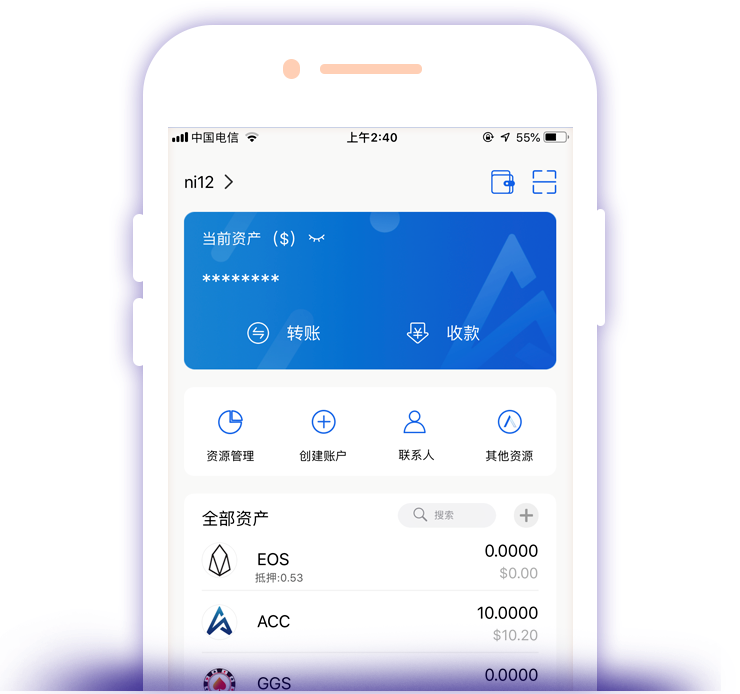 中国电信 上午2:40 55%
ni12
当前资产 ($)
********
转账 收款
资源管理 创建账户 联系人 其他资源
全部资产 搜索
EOS 0.0000
抵押:0.53 $0.00
ACC 10.0000
$10.20
GGS 0.0000